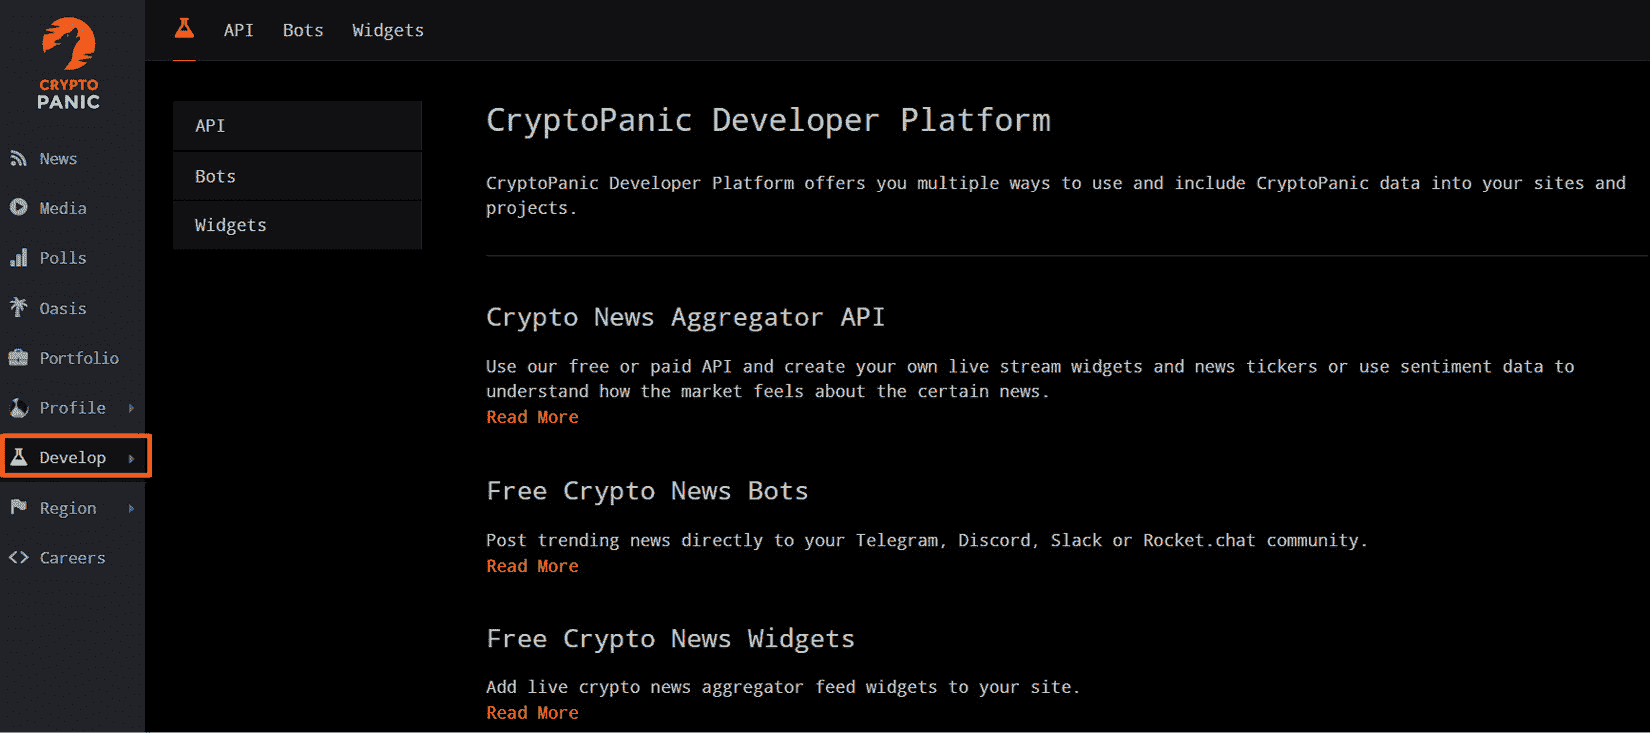 CRYPTO
PANIC
News
Media
Polls
Oasis
Portfolio
Profile
Develop
Region
Careers
API Bots Widgets
API
Bots
Widgets
CryptoPanic Developer Platform
CryptoPanic Developer Platform offers you multiple ways to use and include CryptoPanic data into your sites and
projects.
Crypto News Aggregator API
Use our free or paid API and create your own live stream widgets and news tickers or use sentiment data to
understand how the market feels about the certain news.
Read More
Free Crypto News Bots
Post trending news directly to your Telegram, Discord, Slack or Rocket.chat community.
Read More
Free Crypto News Widgets
Add live crypto news aggregator feed widgets to your site.
Read More